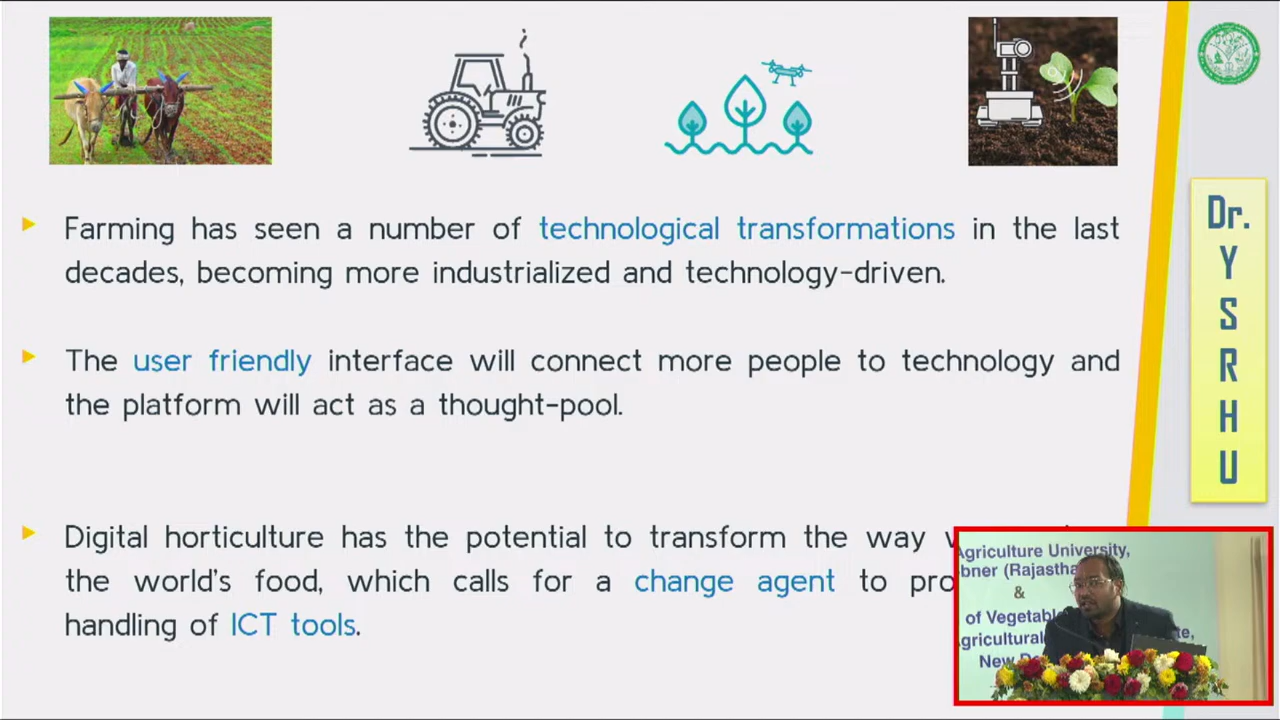 Farming has seen a number of technological transformations in the last
decades, becoming more industrialized and technology-driven.
The user friendly interface will connect more people to technology and
the platform will act as a thought-pool.
Digital horticulture has the potential to transform the way
the world's food, which calls for a change agent to
handling of ICT tools.
Dr.
Y
S
R
H
U
Agriculture University,
&
of Vegetable
Agricultural